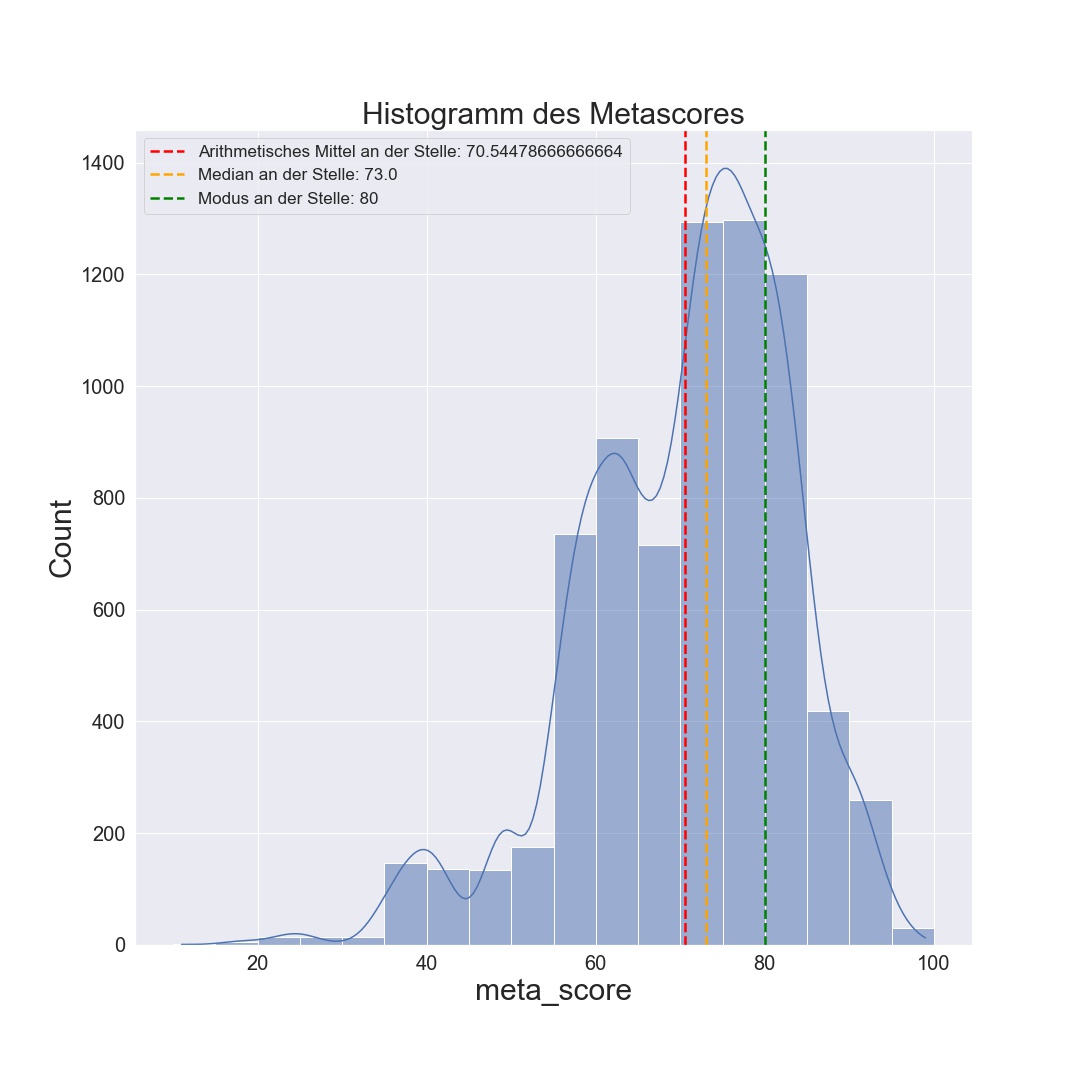 Histogramm des Metascores
Arithmetisches Mittel an der Stelle: 70.54478666666664
Median an der Stelle: 73.0
Modus an der Stelle: 80
1400
1200
1000
800
600
400
200
0
Count
20 40 60 80 100
meta_score